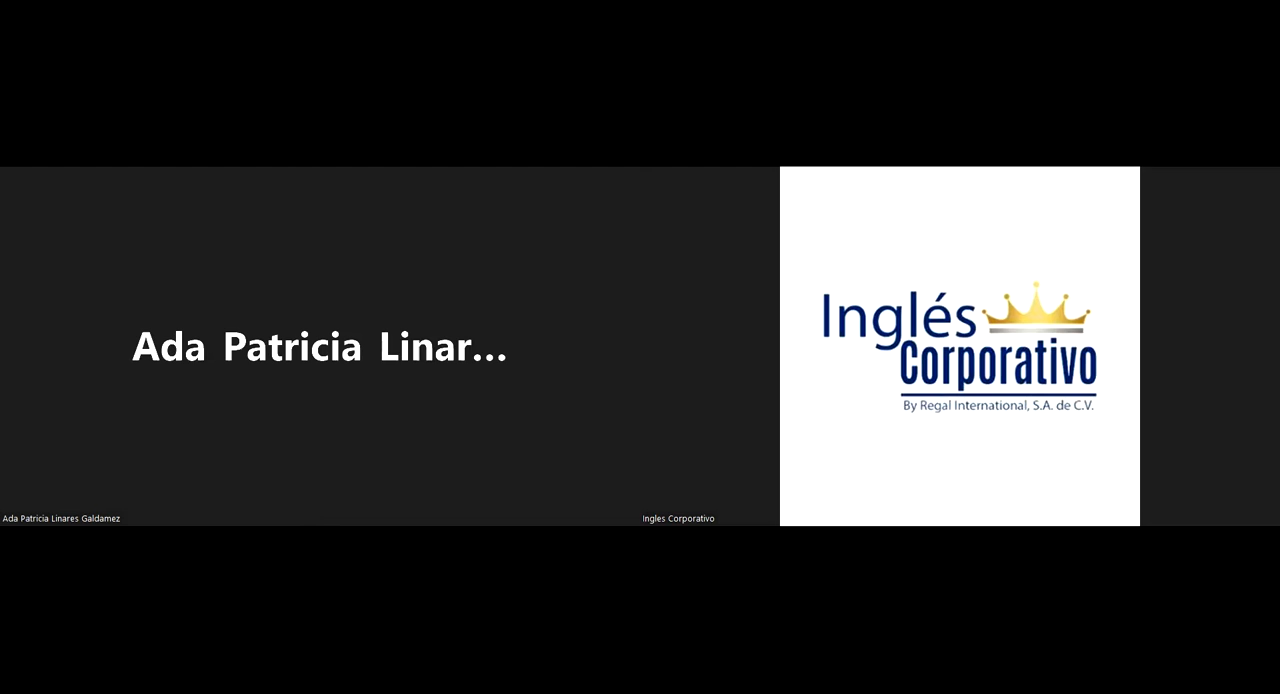 Ada Patricia Linar...
Ada Patricia Linares Galdamez
Inglés
Corporativo
By Regal International, S.A. de C.V.
Ingles Corporativo